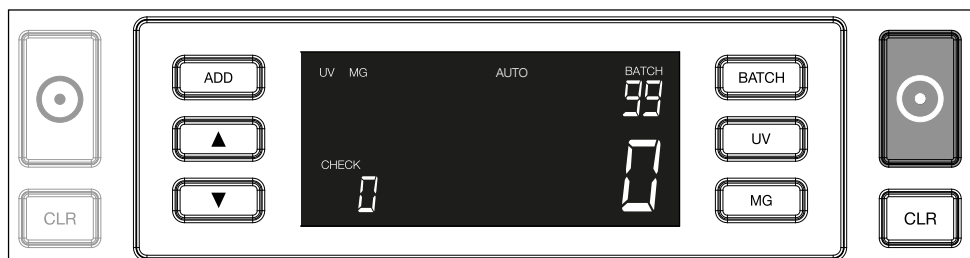 ADD
UV MG AUTO BATCH
99
BATCH
UV
CHECK
0
0
MG
CLR
CLR